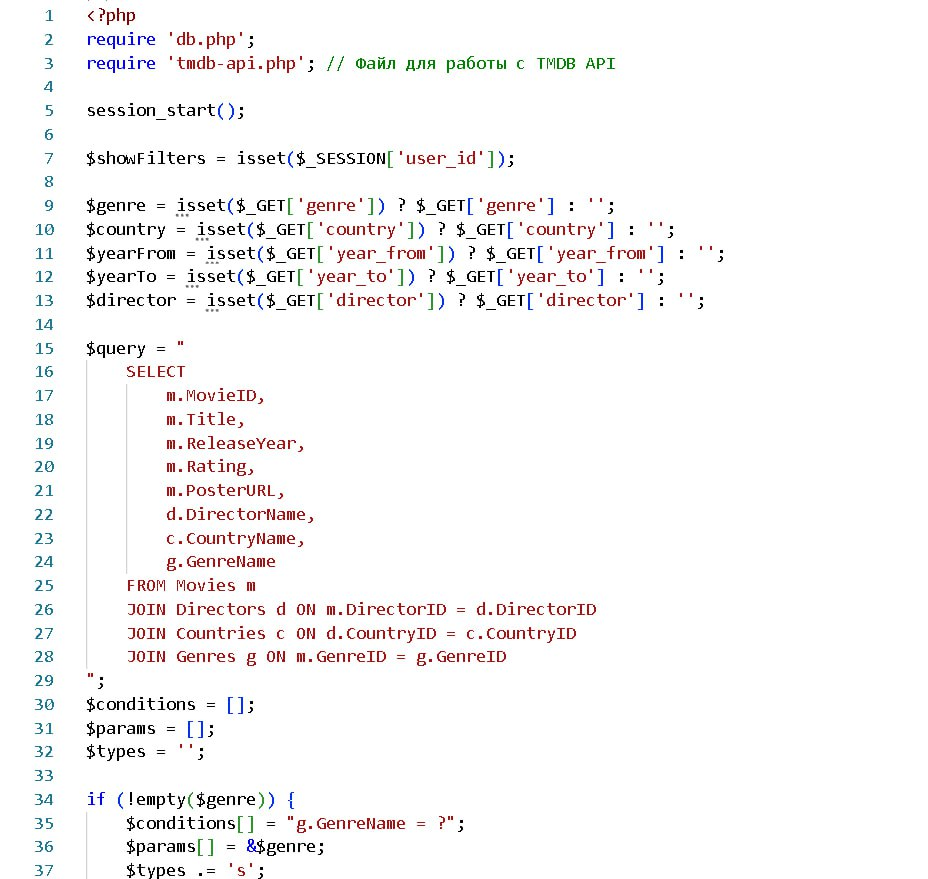 1 <?php
2 require 'db.php';
3 require 'tmdb-api.php'; // Файл для работы с TMDB API
4
5 session_start();
6
7 $showFilters = isset($_SESSION['user_id']);
8
9 $genre = isset($_GET['genre']) ? $_GET['genre'] : '';
10 $country = isset($_GET['country']) ? $_GET['country'] : '';
11 $yearFrom = isset($_GET['year_from']) ? $_GET['year_from'] : '';
12 $yearTo = isset($_GET['year_to']) ? $_GET['year_to'] : '';
13 $director = isset($_GET['director']) ? $_GET['director'] : '';
14
15 $query = "
16     SELECT
17         m.MovieID,
18         m.Title,
19         m.ReleaseYear,
20         m.Rating,
21         m.PosterURL,
22         d.DirectorName,
23         c.CountryName,
24         g.GenreName
25     FROM Movies m
26     JOIN Directors d ON m.DirectorID = d.DirectorID
27     JOIN Countries c ON d.CountryID = c.CountryID
28     JOIN Genres g ON m.GenreID = g.GenreID
29 ";
30 $conditions = [];
31 $params = [];
32 $types = '';
33
34 if (!empty($genre)) {
35     $conditions[] = "g.GenreName = ?";
36     $params[] = &$genre;
37     $types .= 's';